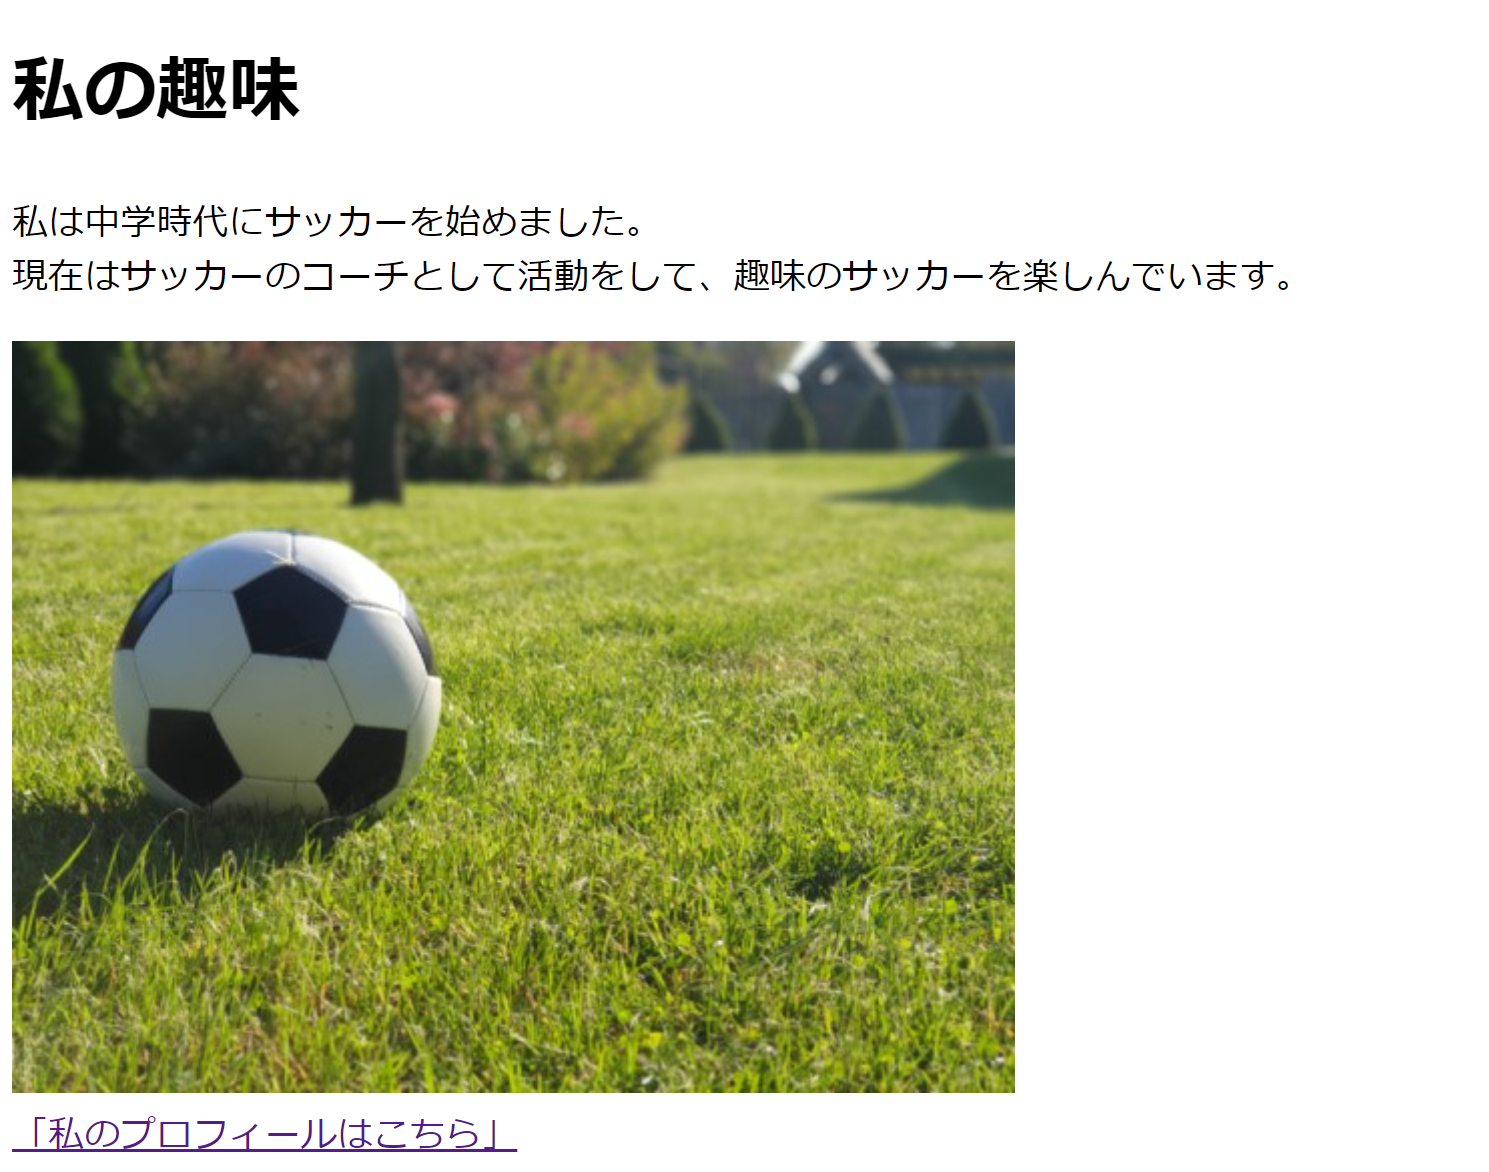 私の趣味
私は中学時代にサッカーを始めました。
現在はサッカーのコーチとして活動をして、趣味のサッカーを楽しんでいます。
「私のプロフィールはこちら」